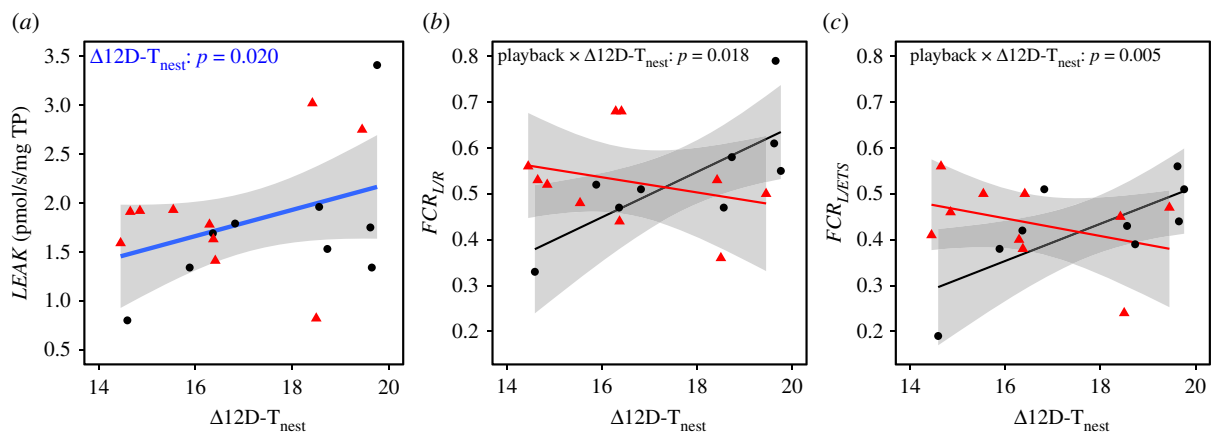 (a)
Δ12D-Tnest: p = 0.020
3.5
3.0
2.5
2.0
1.5
1.0
0.5
LEAK (pmol/s/mg TP)
14
16
18
20
Δ12D-Tnest
(b)
playback × Δ12D-Tnest: p = 0.018
0.8
0.7
0.6
0.5
0.4
0.3
0.2
FCRL/R
14
16
18
20
Δ12D-Tnest
(c)
playback × Δ12D-Tnest: p = 0.005
0.8
0.7
0.6
0.5
0.4
0.3
0.2
FCRL/ETS
14
16
18
20
Δ12D-Tnest